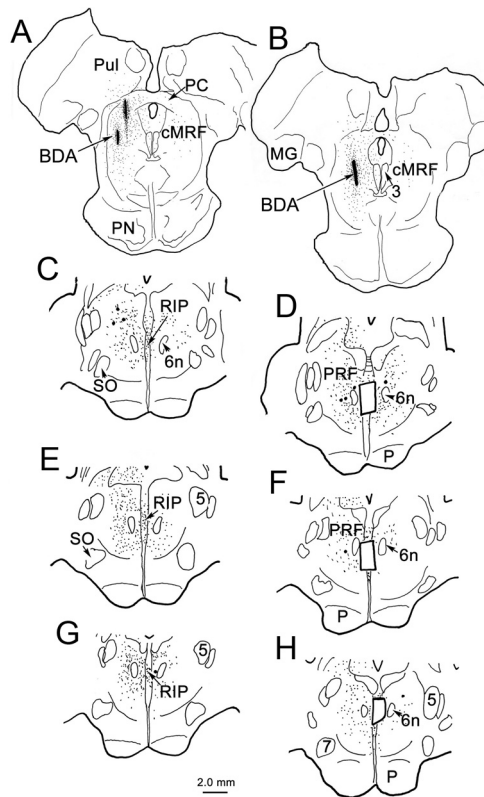 A
Pul
PC
cMRF
BDA
PN
B
MG
cMRF
3
BDA
C
RIP
SO
6n
D
PRF
6n
P
E
5
RIP
SO
F
PRF
6n
P
G
5
RIP
H
5
6n
7
P
2.0 mm